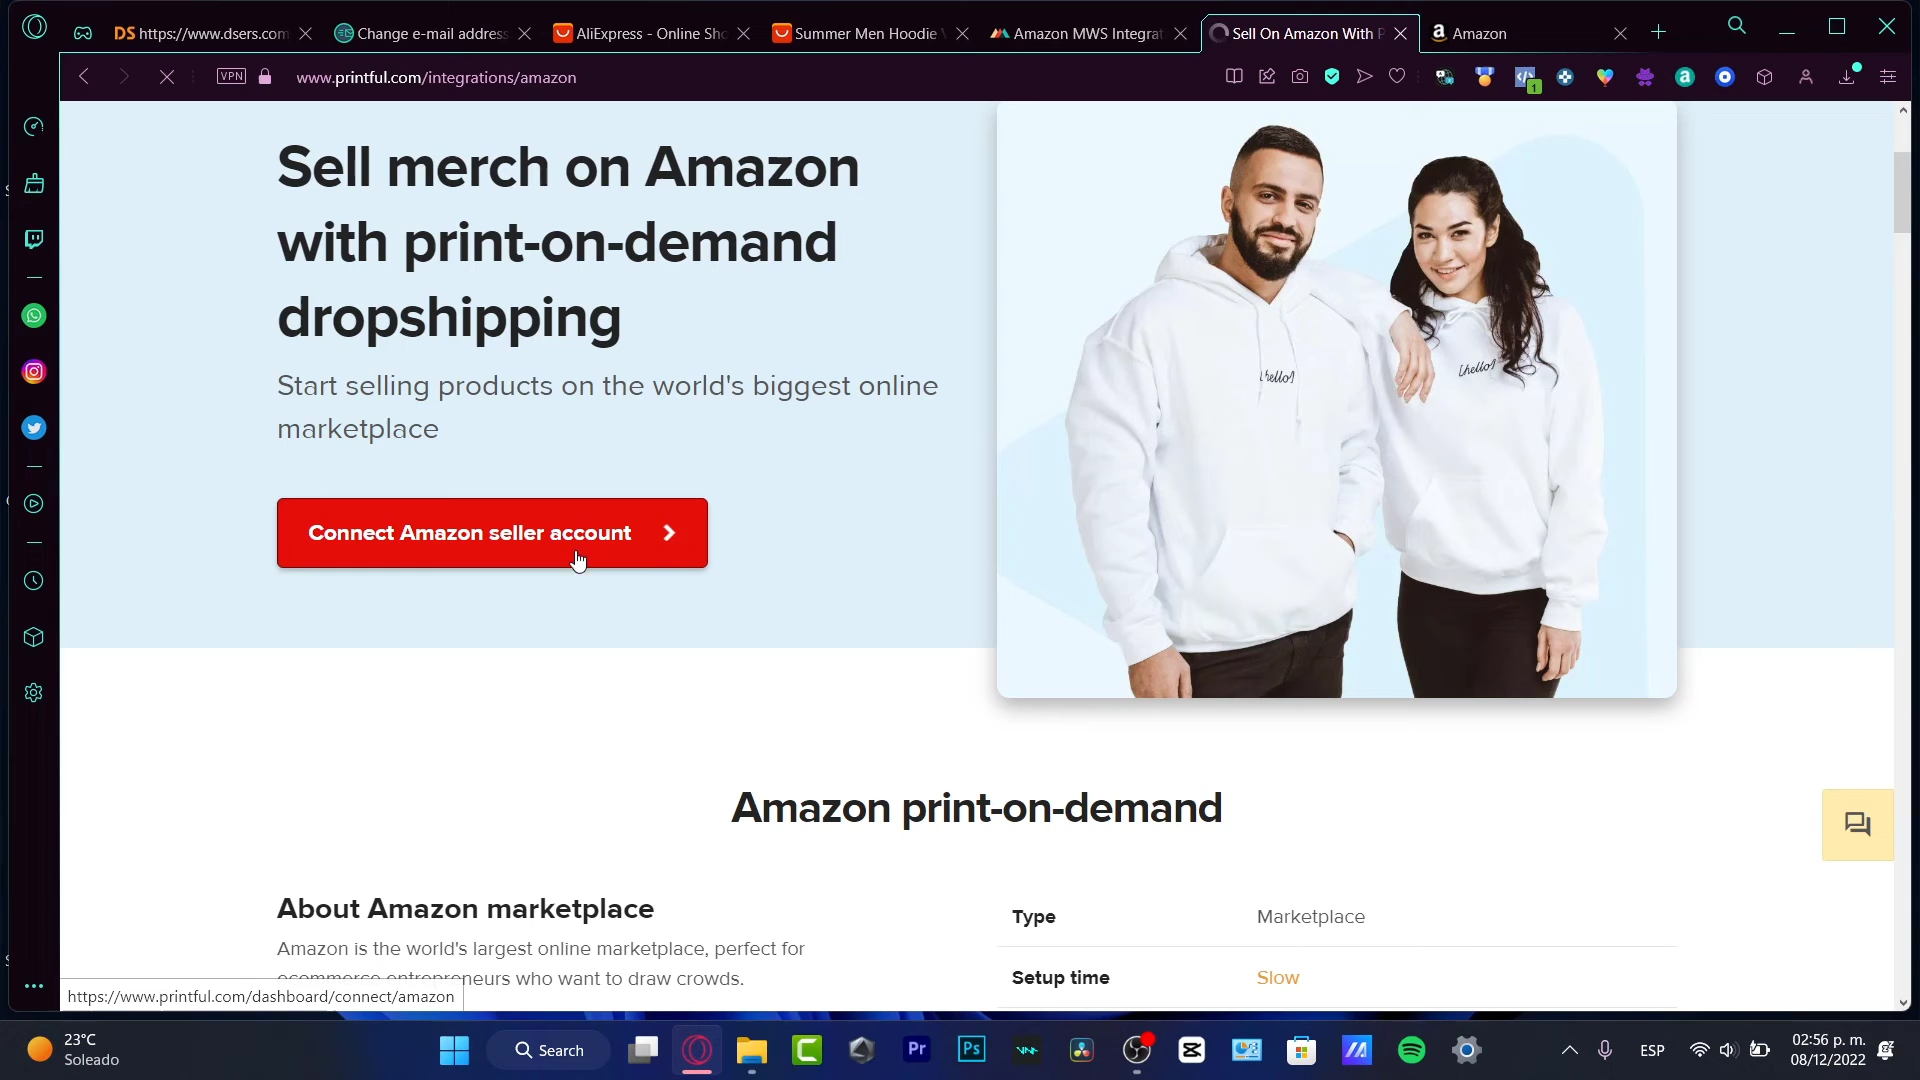 DS https://www.dsers.com
Change e-mail address
AliExpress - Online Sho
Summer Men Hoodie
Amazon MWS Integrat
Sell On Amazon With P
a Amazon
VPN
www.printful.com/integrations/amazon
1
Sell merch on Amazon
with print-on-demand
dropshipping
Start selling products on the world's biggest online
marketplace
Connect Amazon seller account
[hello]
[hello]
Amazon print-on-demand
About Amazon marketplace
Amazon is the world's largest online marketplace, perfect for
ecommerce entrepreneurs who want to draw crowds.
Type Marketplace
Setup time Slow
https://www.printful.com/dashboard/connect/amazon
23°C
Soleado
Search
Pr
Ps
ESP
02:56 p. m.
08/12/2022